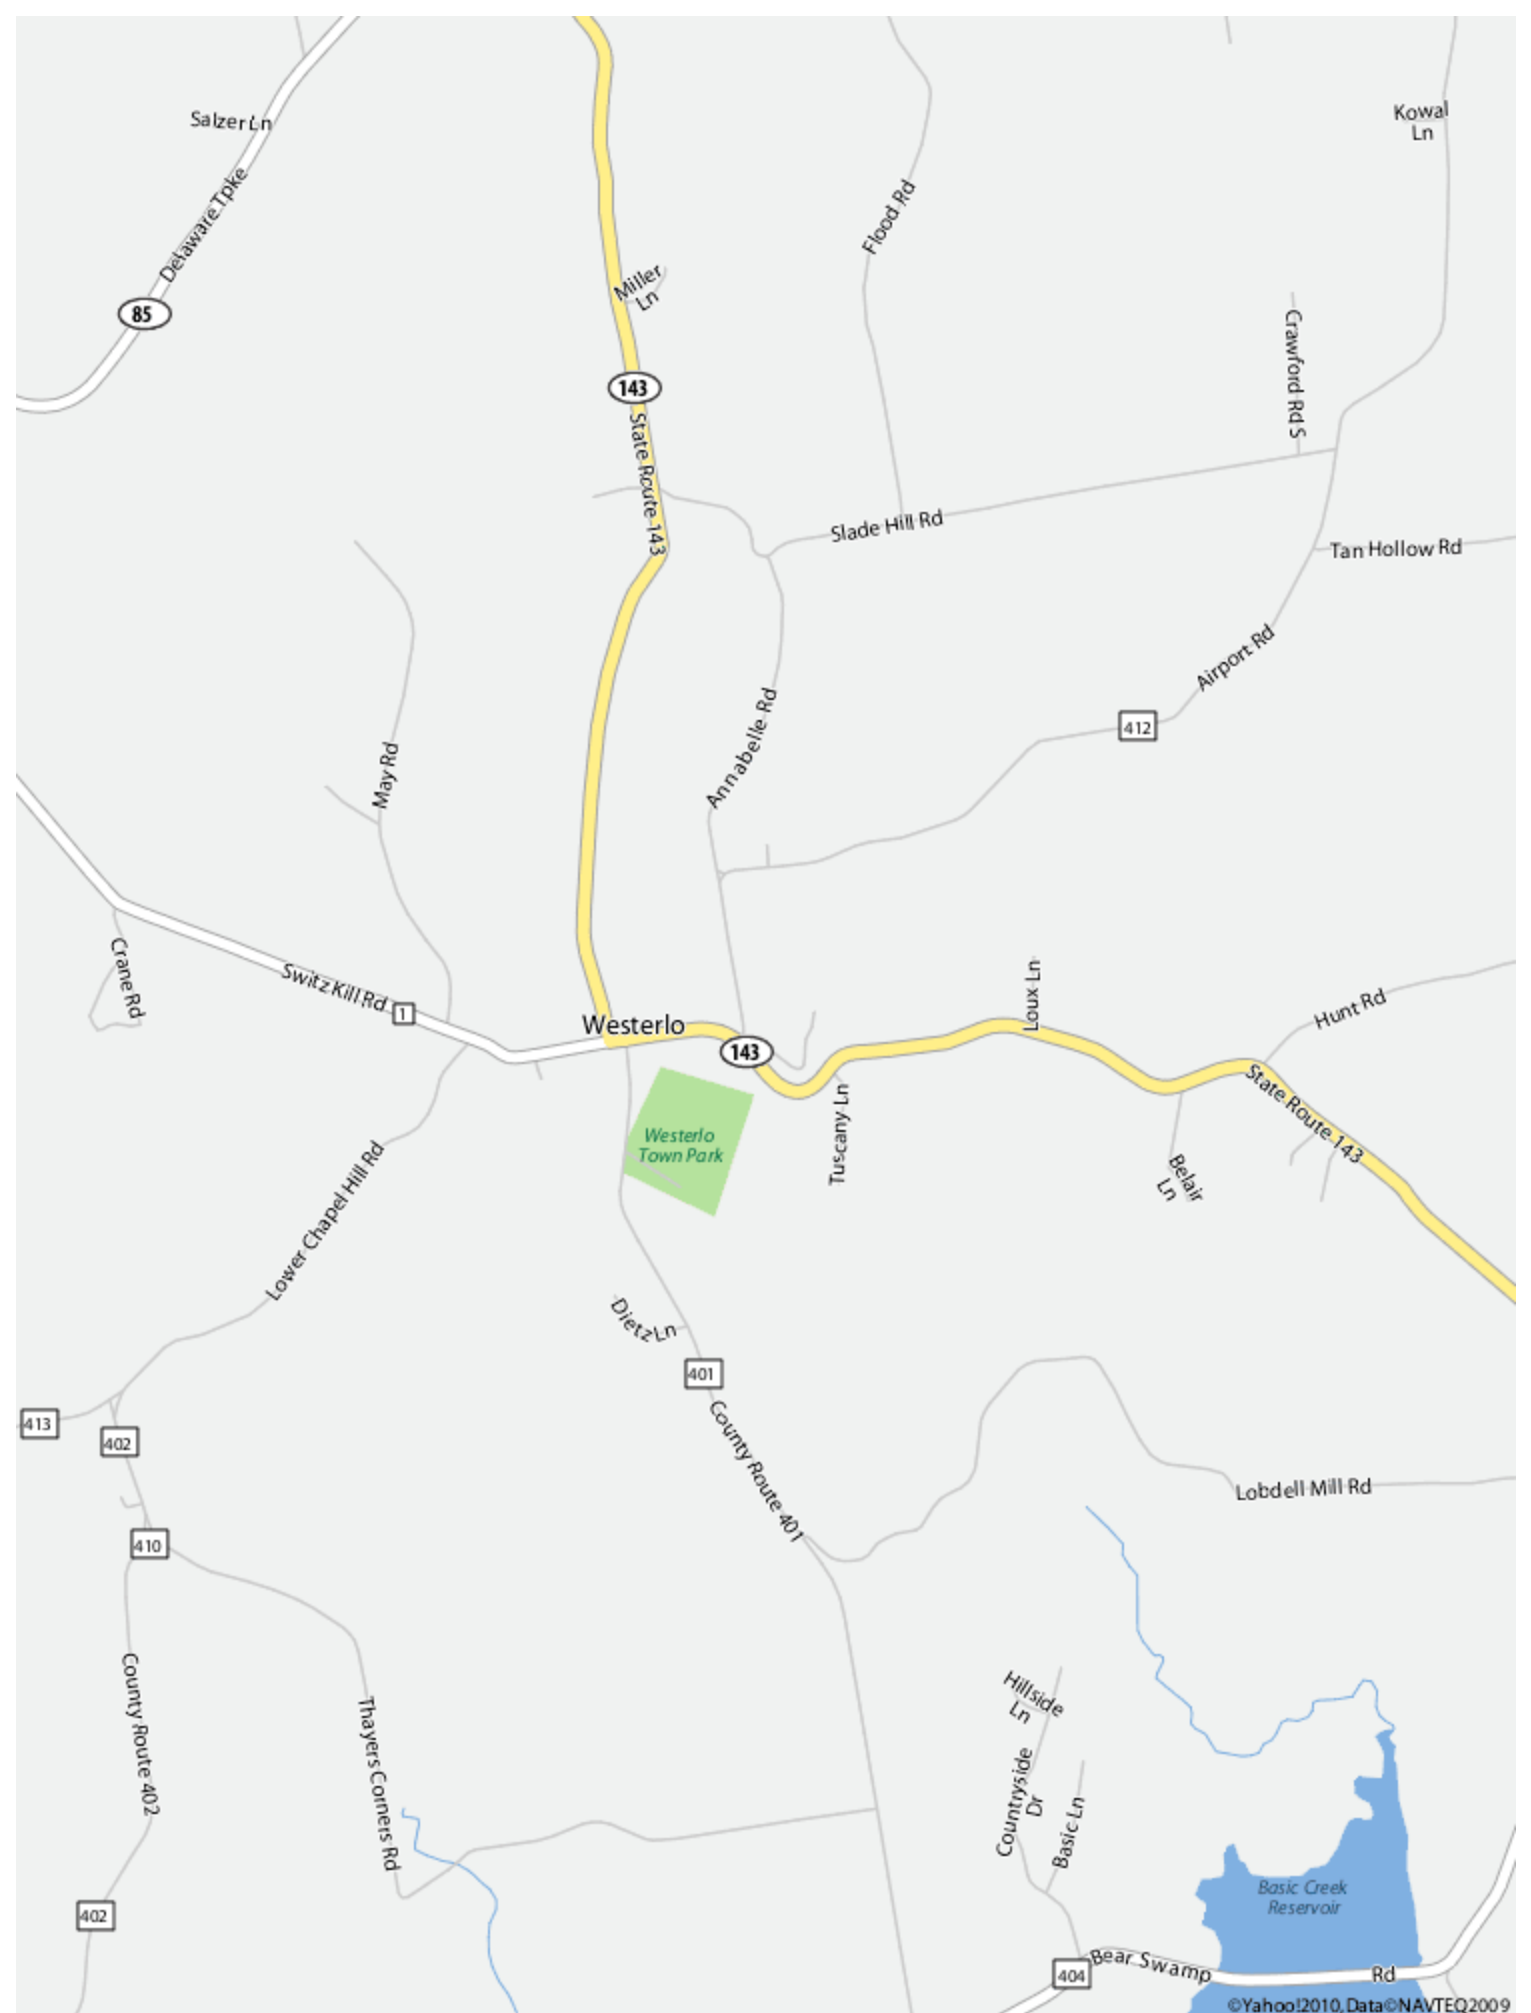 Salzer Ln
Kowal
Ln
Delaware Tpke
Flood Rd
Miller
Ln
85
Crawford Rd S
143
State Route 143
Slade Hill Rd
Tan Hollow Rd
Airport Rd
Annabelle Rd
412
May Rd
Crane Rd
Switz Kill Rd
1
Loux Ln
Hunt Rd
Westerlo
143
State Route 143
Tuscany Ln
Westerlo
Town Park
Belair
Ln
Lower Chapel Hill Rd
Dietz Ln
401
413
402
County Route 401
Lobdell Mill Rd
410
County Route 402
Hillside
Ln
Thayers Corners Rd
Countryside
Dr
Basic Ln
Basic Creek
Reservoir
402
404
Bear Swamp Rd
©Yahoo!2010, Data©NAVTEQ2009